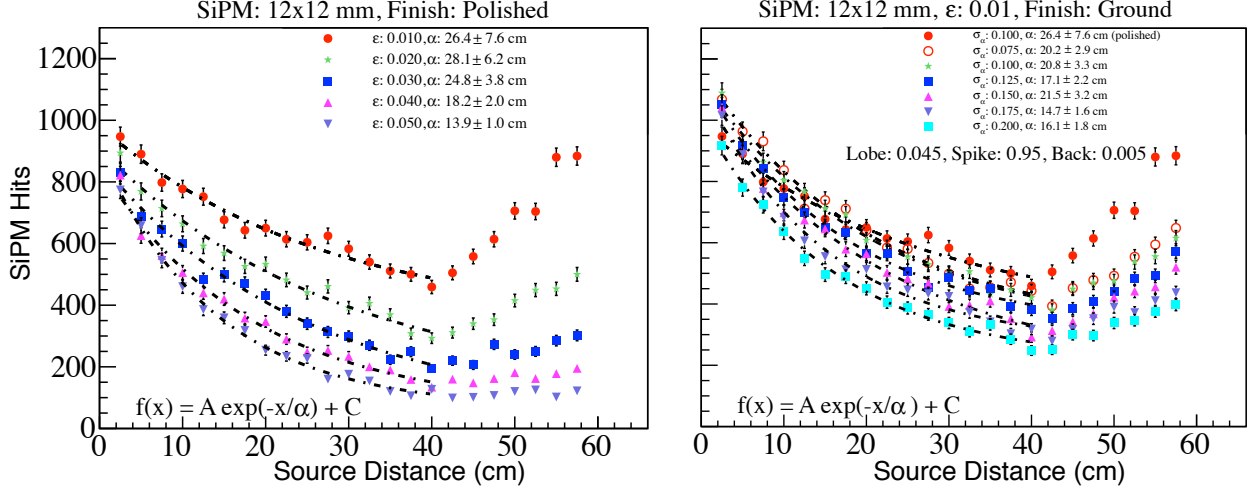 SiPM: 12x12 mm, Finish: Polished
ε: 0.010, α: 26.4 ± 7.6 cm
ε: 0.020, α: 28.1 ± 6.2 cm
ε: 0.030, α: 24.8 ± 3.8 cm
ε: 0.040, α: 18.2 ± 2.0 cm
ε: 0.050, α: 13.9 ± 1.0 cm
SiPM Hits
1200
1000
800
600
400
200
0
f(x) = A exp(-x/α) + C
0 10 20 30 40 50 60
Source Distance (cm)
SiPM: 12x12 mm, ε: 0.01, Finish: Ground
σα: 0.100, α: 26.4 ± 7.6 cm (polished)
σα: 0.075, α: 20.2 ± 2.9 cm
σα: 0.100, α: 20.8 ± 3.3 cm
σα: 0.125, α: 17.1 ± 2.2 cm
σα: 0.150, α: 21.5 ± 3.2 cm
σα: 0.175, α: 14.7 ± 1.6 cm
σα: 0.200, α: 16.1 ± 1.8 cm
Lobe: 0.045, Spike: 0.95, Back: 0.005
f(x) = A exp(-x/α) + C
0 10 20 30 40 50 60
Source Distance (cm)